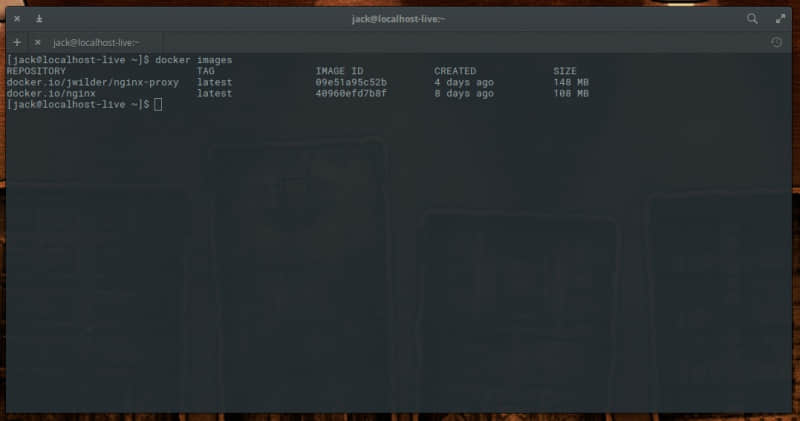 jack@localhost-live:~
jack@localhost-live:~
[jack@localhost-live ~]$ docker images
REPOSITORY TAG IMAGE ID CREATED SIZE
docker.io/jwilder/nginx-proxy latest 09e51a95c52b 4 days ago 148 MB
docker.io/nginx latest 40960efd7b8f 8 days ago 108 MB
[jack@localhost-live ~]$